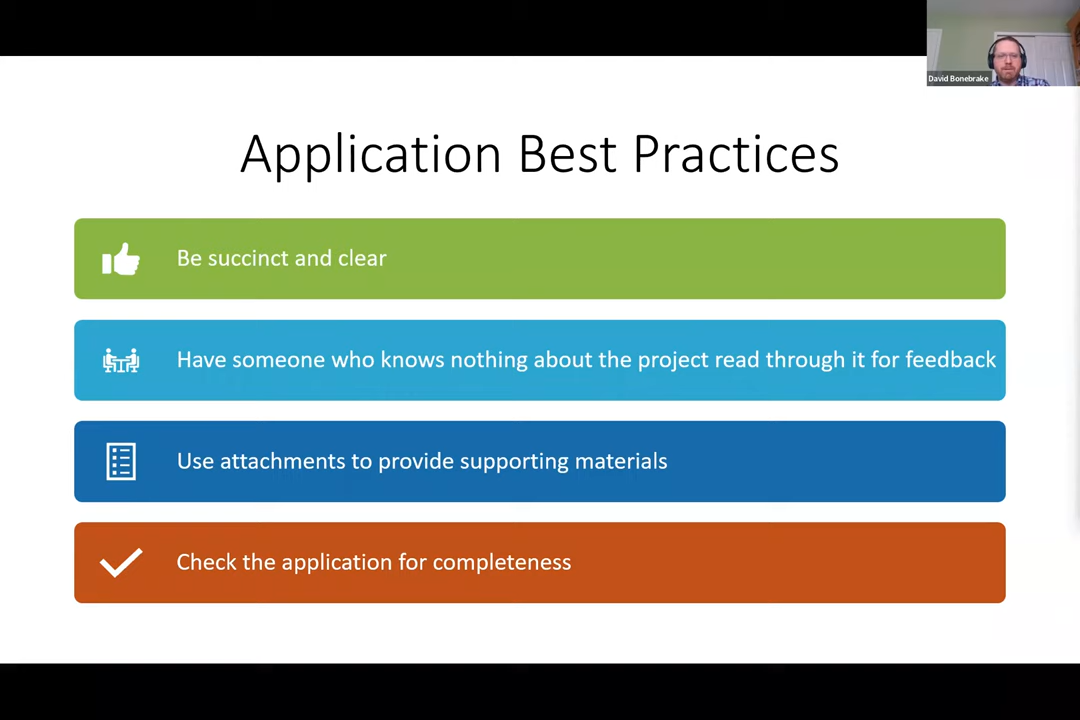 David Bonebrake
Application Best Practices
Be succinct and clear
Have someone who knows nothing about the project read through it for feedback
Use attachments to provide supporting materials
Check the application for completeness